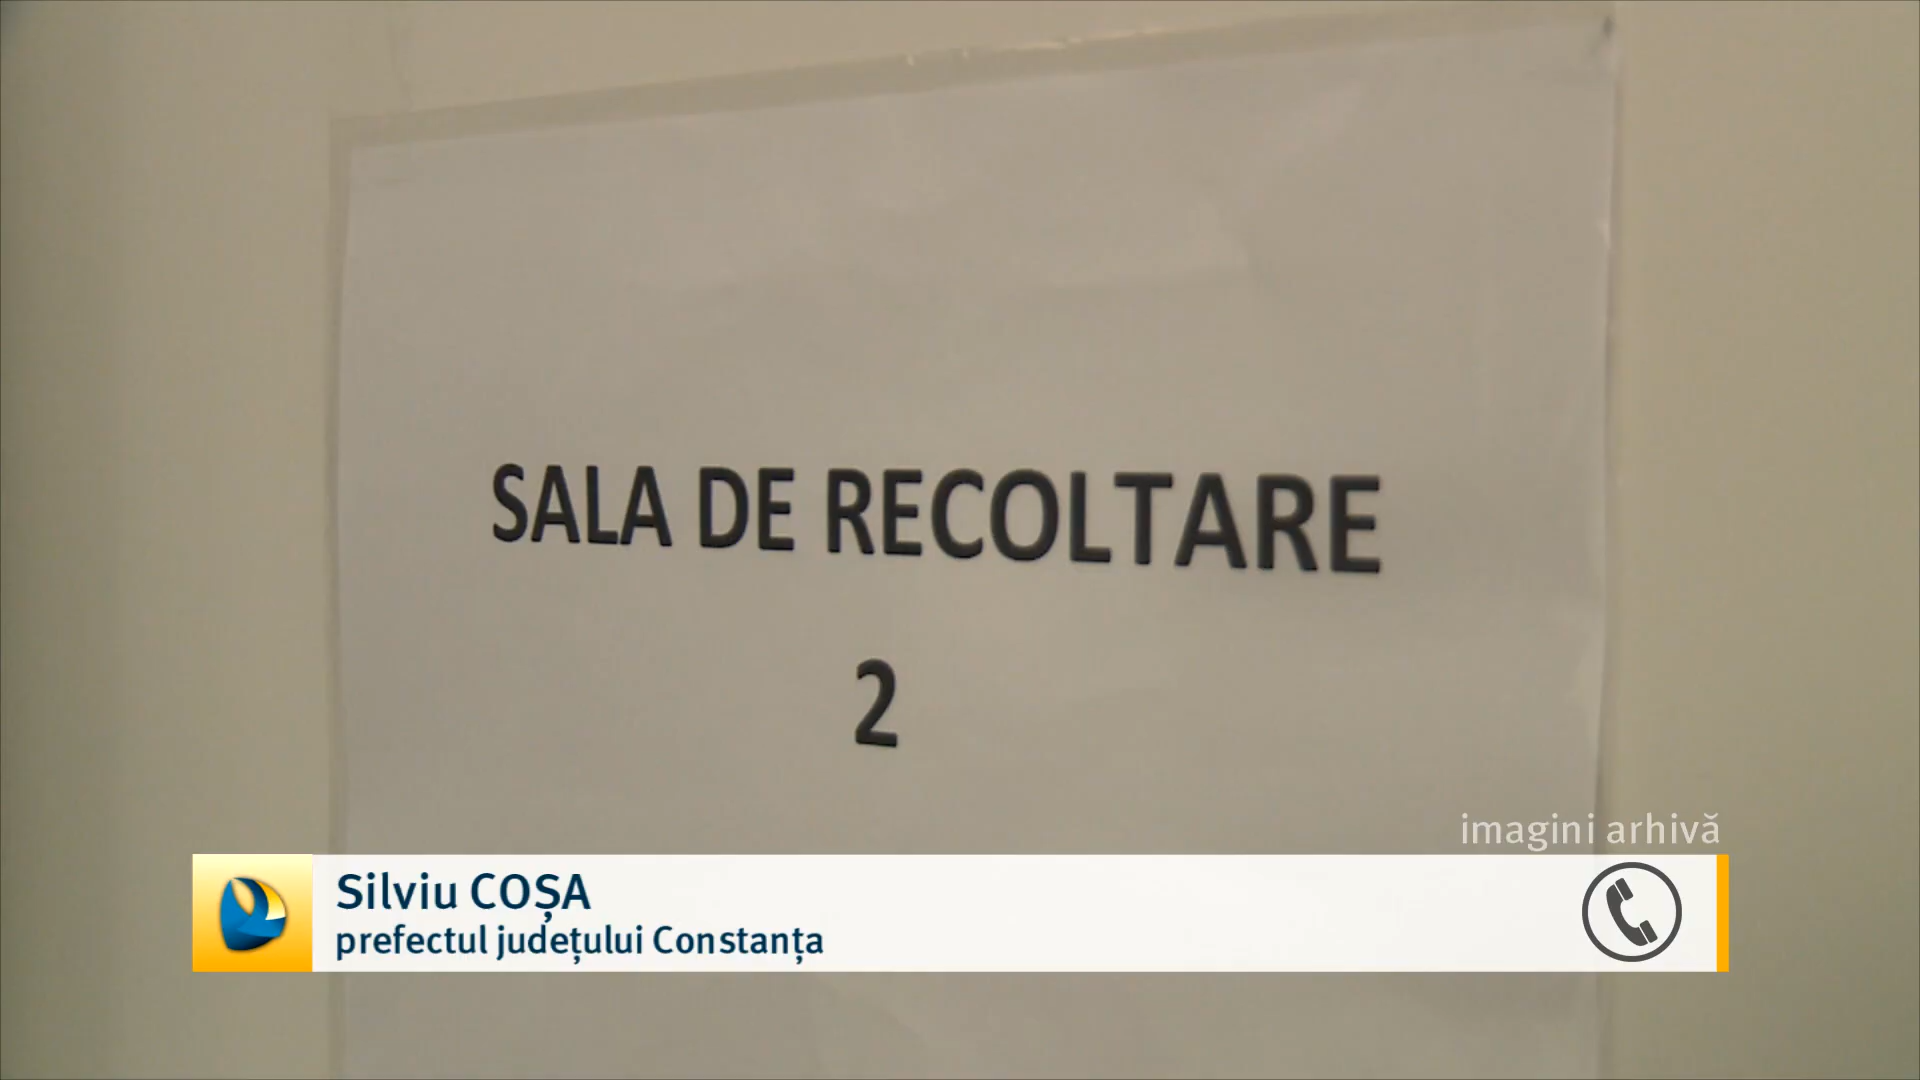 SALA DE RECOLTARE
2
imagini arhivă
Silviu COȘA
prefectul județului Constanța